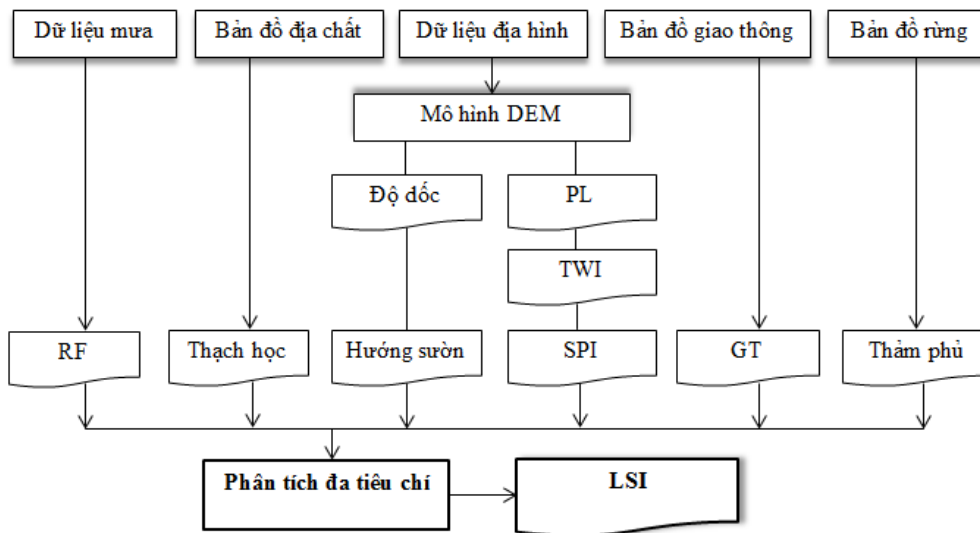 Dữ liệu mưa
Bản đồ địa chất
Dữ liệu địa hình
Bản đồ giao thông
Bản đồ rừng
Mô hình DEM
Độ dốc
PL
TWI
RF
Thạch học
Hướng sườn
SPI
GT
Thảm phủ
Phân tích đa tiêu chí
LSI